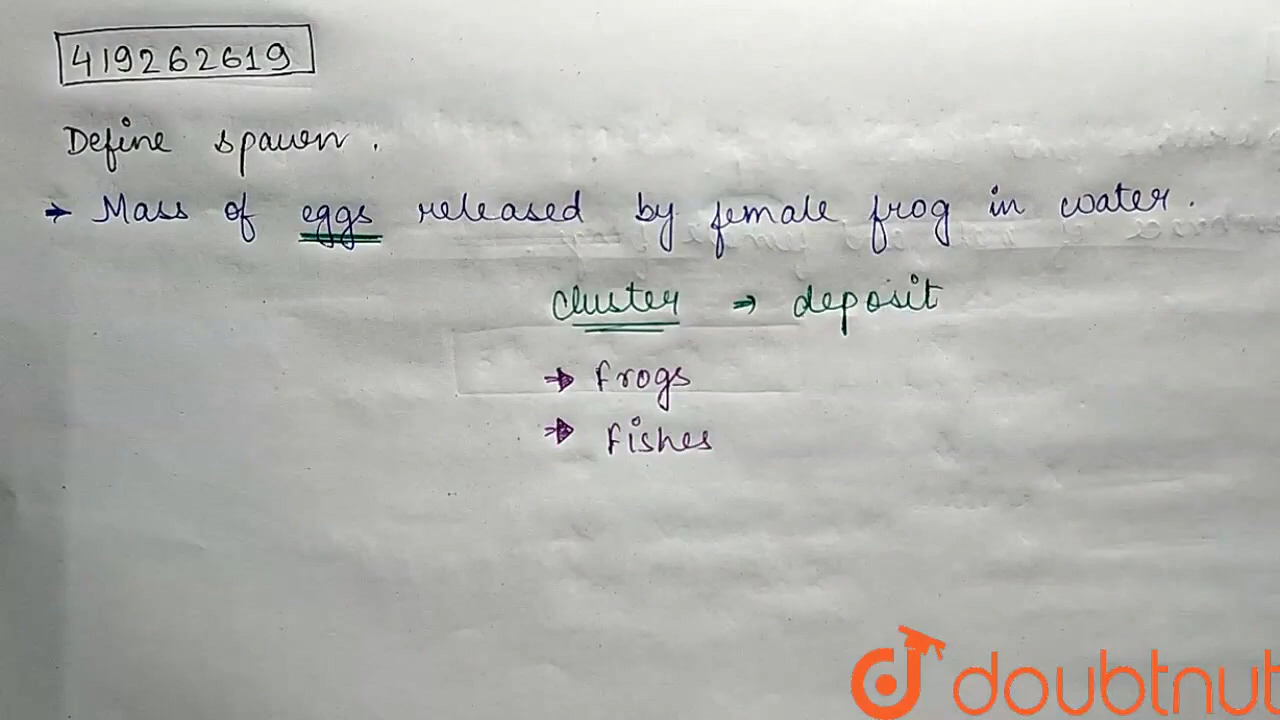 419262619
Define spawn.
→ Mass of eggs released by female frog in water.
cluster → deposit
→ frogs
→ fishes
doubtnut